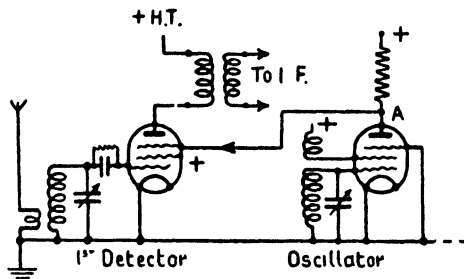 + H.T.
+
To I F.
A
+
+
1ST Detector
Oscillator